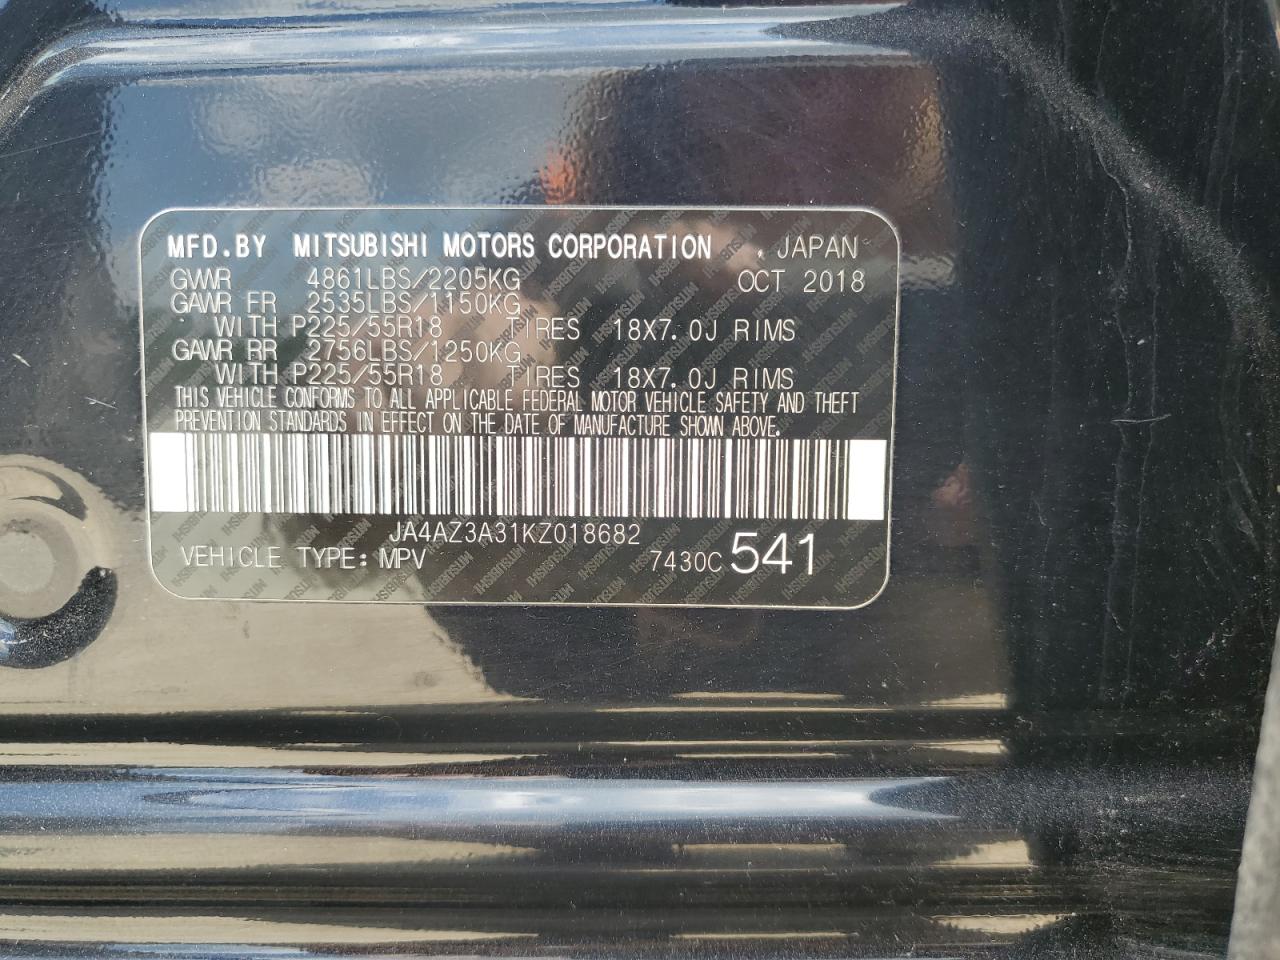 MFD.BY MITSUBISHI MOTORS CORPORATION , JAPAN
GVWR 4861LBS/2205KG OCT 2018
GAWR FR 2535LBS/1150KG
WITH P225/55R18 TIRES 18X7.0J RIMS
GAWR RR 2756LBS/1250KG
WITH P225/55R18 TIRES 18X7.0J RIMS
THIS VEHICLE CONFORMS TO ALL APPLICABLE FEDERAL MOTOR VEHICLE SAFETY AND THEFT
PREVENTION STANDARDS IN EFFECT ON THE DATE OF MANUFACTURE SHOWN ABOVE.
JA4AZ3A31KZ018682
VEHICLE TYPE: MPV 7430C 541